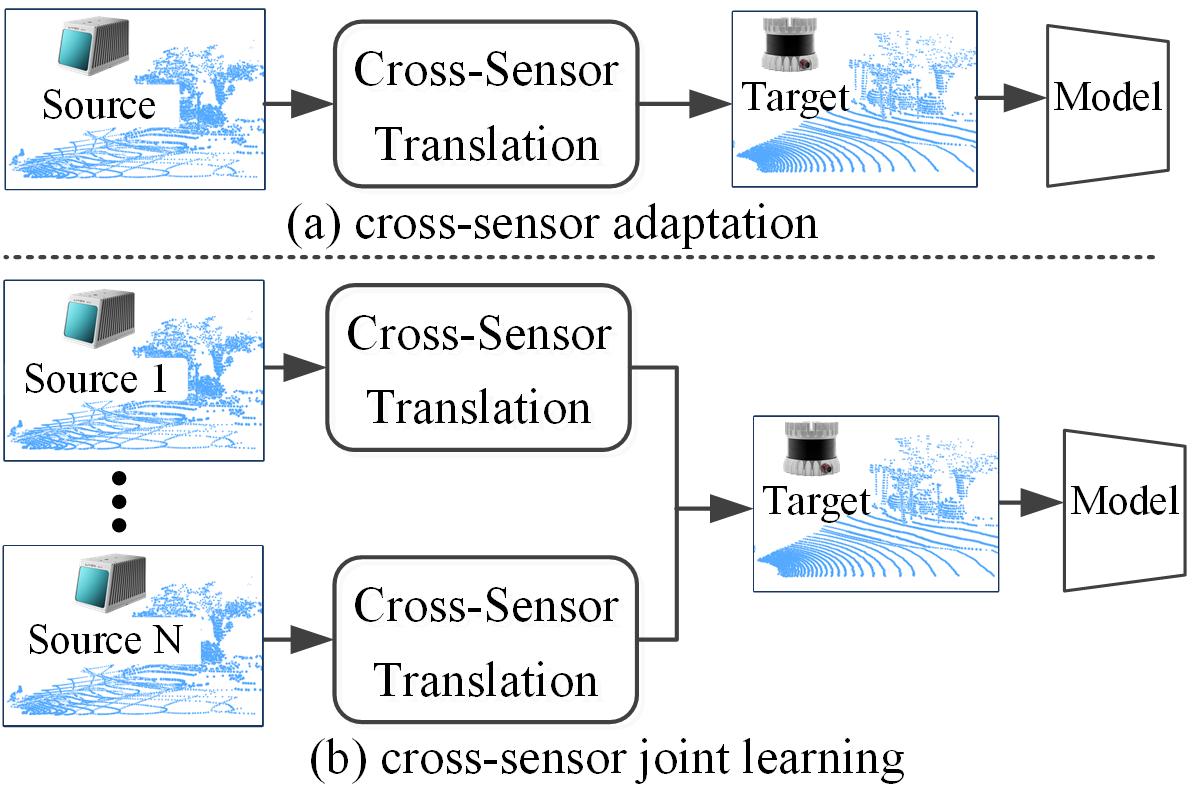 Source
Cross-Sensor
Translation
Target
Model
(a) cross-sensor adaptation
Source 1
Cross-Sensor
Translation
Target
Model
Source N
Cross-Sensor
Translation
(b) cross-sensor joint learning